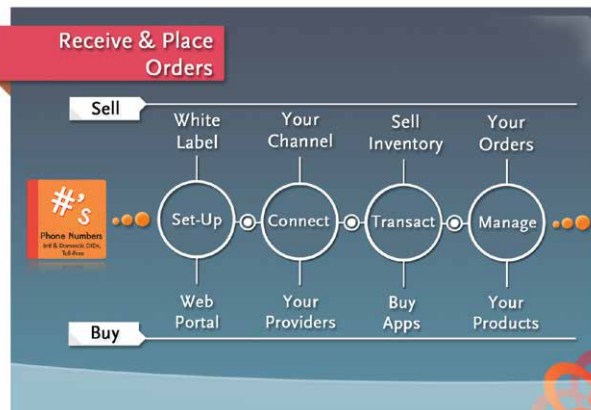 Receive & Place
Orders
Sell
White
Label
Your
Channel
Sell
Inventory
Your
Orders
#'s
Phone Numbers
Intl & Domestic DIDs,
Toll-Free
Set-Up
Connect
Transact
Manage
Web
Portal
Your
Providers
Buy
Apps
Your
Products
Buy